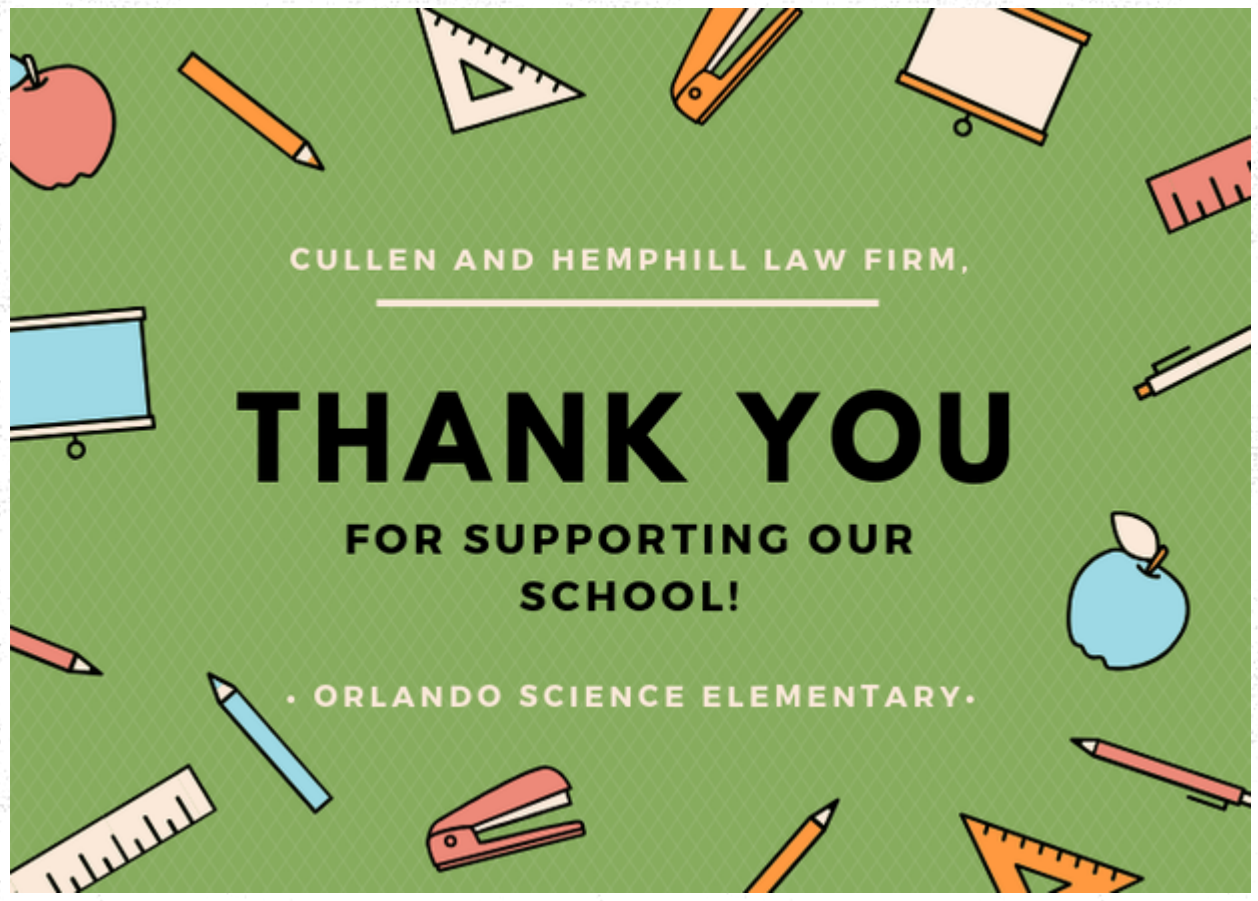 CULLEN AND HEMPHILL LAW FIRM,
THANK YOU
FOR SUPPORTING OUR
SCHOOL!
• ORLANDO SCIENCE ELEMENTARY•